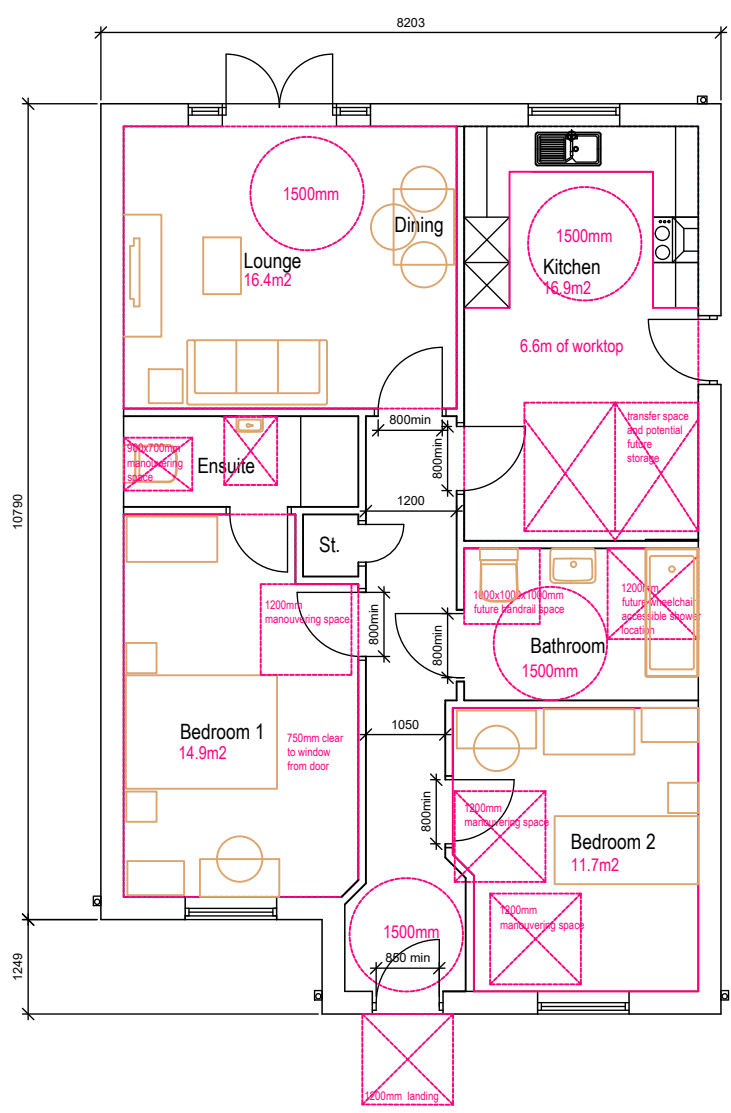 8203
1500mm
Dining
Lounge
16.4m2
1500mm
Kitchen
16.9m2
6.6m of worktop
transfer space
and potential
future
storage
800min
800min
900x700mm
manouvering
space
Ensuite
1200
10790
St.
1000x1000x1000mm
future handrail space
1200mm
future wheelchair
accessible shower
location
1200mm
manouvering space
800min
800min
Bathroom
1500mm
1050
Bedroom 1
14.9m2
750mm clear
to window
from door
800min
1200mm
manuvering space
Bedroom 2
11.7m2
1200mm
manouvering space
1500mm
850 min
1249
1200mm landing